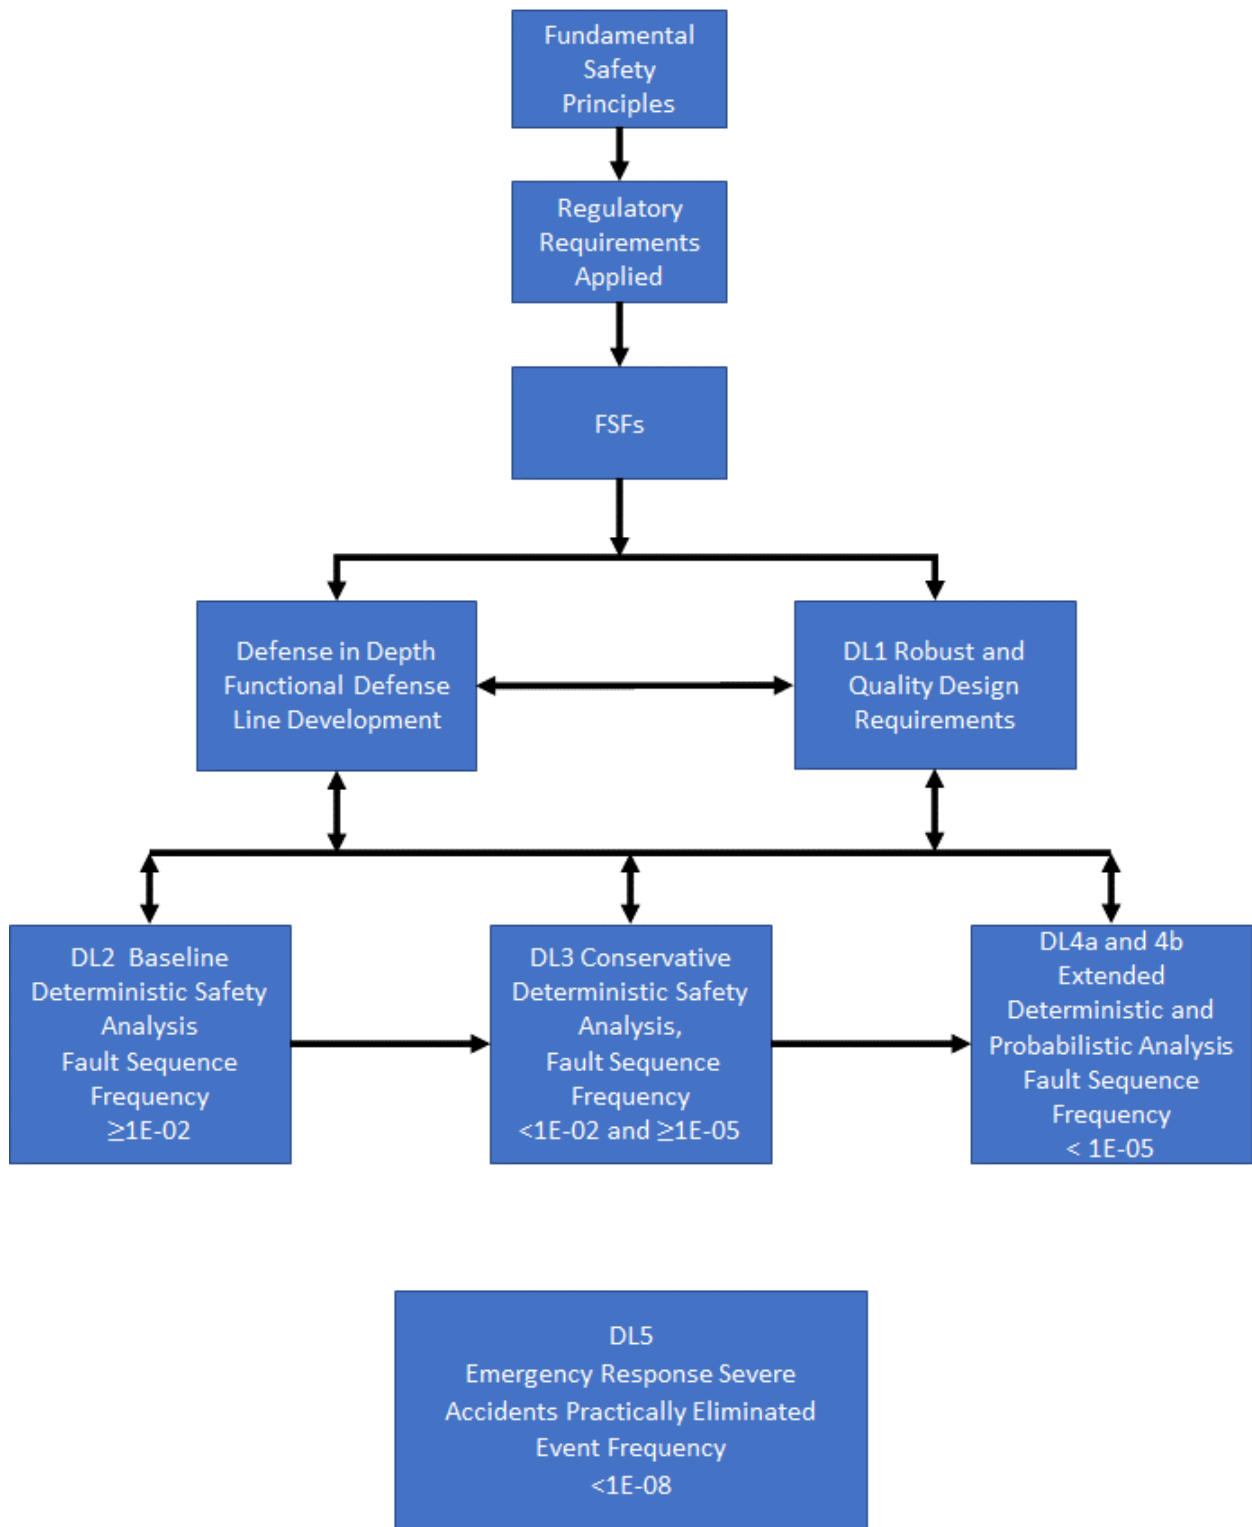 Fundamental
Safety
Principles
Regulatory
Requirements
Applied
FSFs
Defense in Depth
Functional Defense
Line Development
DL1 Robust and
Quality Design
Requirements
DL2 Baseline
Deterministic Safety
Analysis
Fault Sequence
Frequency
≥1E-02
DL3 Conservative
Deterministic Safety
Analysis,
Fault Sequence
Frequency
<1E-02 and ≥1E-05
DL4a and 4b
Extended
Deterministic and
Probabilistic Analysis
Fault Sequence
Frequency
< 1E-05
DL5
Emergency Response Severe
Accidents Practically Eliminated
Event Frequency
<1E-08